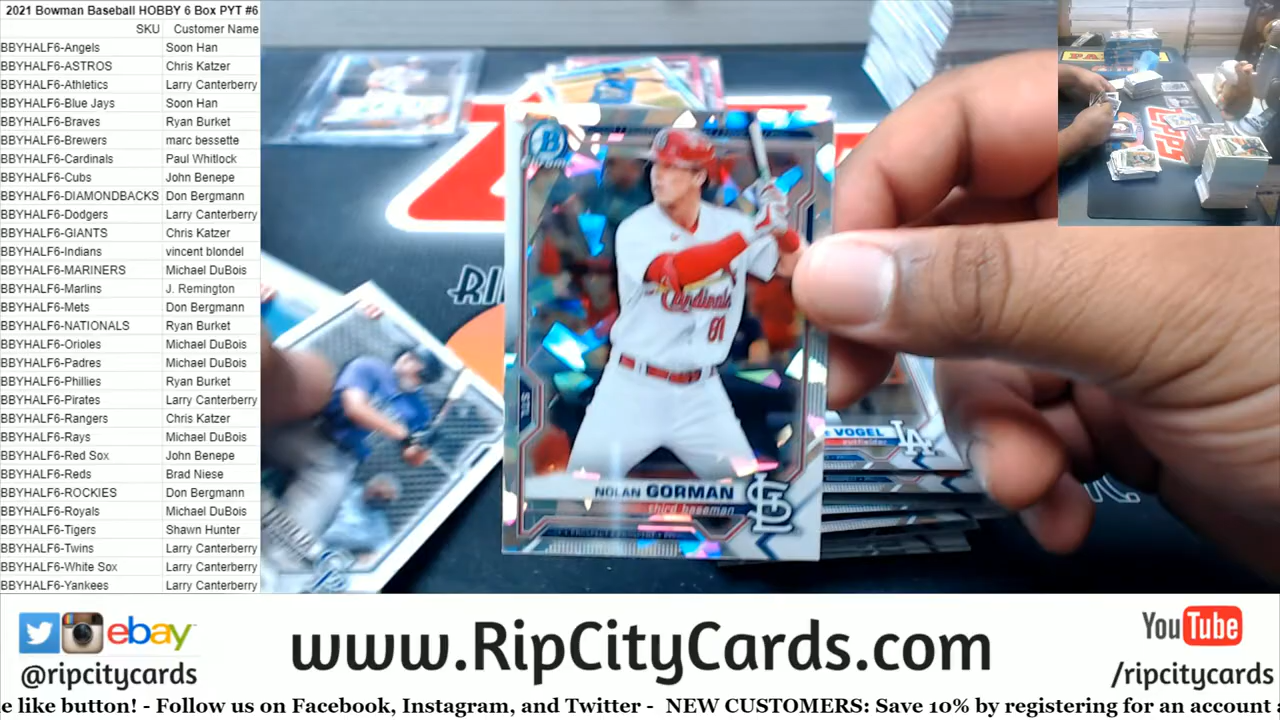 2021 Bowman Baseball HOBBY 6 Box PYT #6
SKU Customer Name
BBYHALF6-Angels Soon Han
BBYHALF6-ASTROS Chris Katzer
BBYHALF6-Athletics Larry Canterberry
BBYHALF6-Blue Jays Soon Han
BBYHALF6-Braves Ryan Burket
BBYHALF6-Brewers marc bessette
BBYHALF6-Cardinals Paul Whitlock
BBYHALF6-Cubs John Benepe
BBYHALF6-DIAMONDBACKS Don Bergmann
BBYHALF6-Dodgers Larry Canterberry
BBYHALF6-GIANTS Chris Katzer
BBYHALF6-Indians vincent blondel
BBYHALF6-MARINERS Michael DuBois
BBYHALF6-Marlins J. Remington
BBYHALF6-Mets Don Bergmann
BBYHALF6-NATIONALS Ryan Burket
BBYHALF6-Orioles Michael DuBois
BBYHALF6-Padres Michael DuBois
BBYHALF6-Phillies Ryan Burket
BBYHALF6-Pirates Larry Canterberry
BBYHALF6-Rangers Chris Katzer
BBYHALF6-Rays Michael DuBois
BBYHALF6-Red Sox John Benepe
BBYHALF6-Reds Brad Niese
BBYHALF6-ROCKIES Don Bergmann
BBYHALF6-Royals Michael DuBois
BBYHALF6-Tigers Shawn Hunter
BBYHALF6-Twins Larry Canterberry
BBYHALF6-White Sox Larry Canterberry
BBYHALF6-Yankees Larry Canterberry
B
Cardinals
81
NOLAN GORMAN
third baseman
STL
VOGEL
outfielder
LA
ebay
@ripcitycards
www.RipCityCards.com
YouTube
/ripcitycards
e like button! - Follow us on Facebook, Instagram, and Twitter - NEW CUSTOMERS: Save 10% by registering for an account